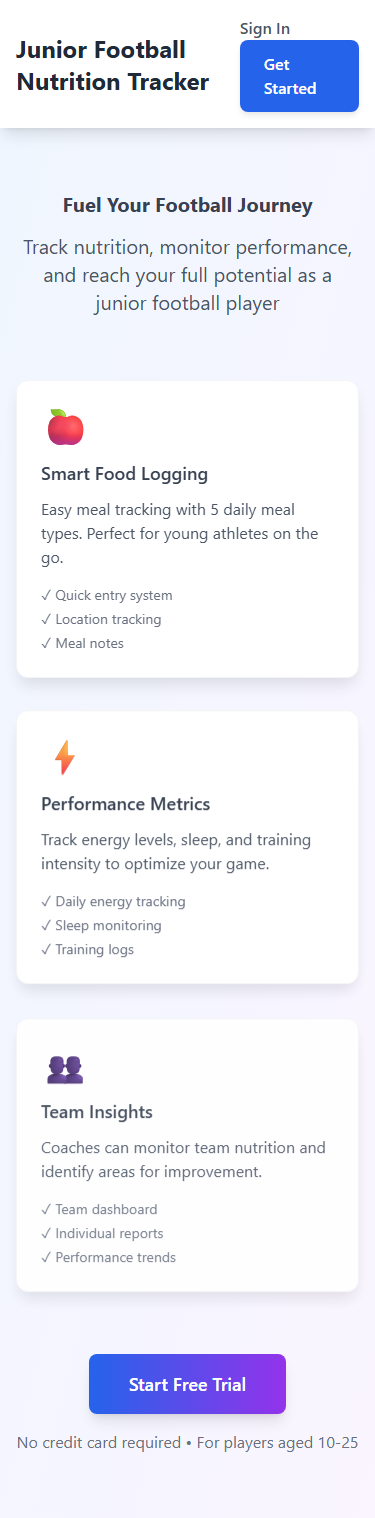 Junior Football
Nutrition Tracker
Sign In
Get
Started
Fuel Your Football Journey
Track nutrition, monitor performance,
and reach your full potential as a
junior football player
Smart Food Logging
Easy meal tracking with 5 daily meal
types. Perfect for young athletes on the
go.
✓ Quick entry system
✓ Location tracking
✓ Meal notes
Performance Metrics
Track energy levels, sleep, and training
intensity to optimize your game.
✓ Daily energy tracking
✓ Sleep monitoring
✓ Training logs
Team Insights
Coaches can monitor team nutrition and
identify areas for improvement.
✓ Team dashboard
✓ Individual reports
✓ Performance trends
Start Free Trial
No credit card required • For players aged 10-25